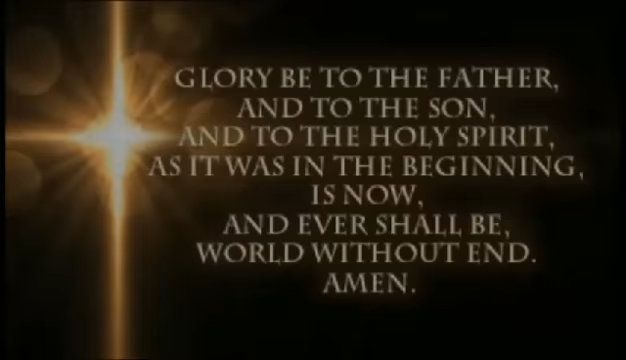 GLORY BE TO THE FATHER,
AND TO THE SON,
AND TO THE HOLY SPIRIT,
AS IT WAS IN THE BEGINNING,
IS NOW,
AND EVER SHALL BE,
WORLD WITHOUT END.
AMEN.